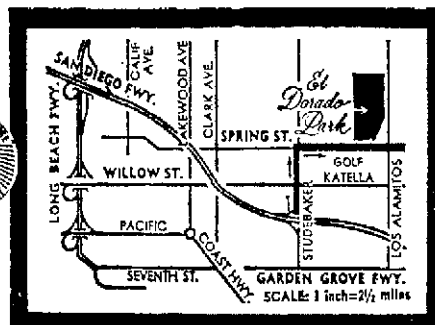 SAN DIEGO FWY.
CALIF. AVE.
LAKEWOOD AVE
CLARK AVE.
LONG BEACH FWY.
El
Dorado
Park
SPRING ST.
GOLF
WILLOW ST.
KATELLA
STUDEBAKER
LOS ALAMITOS
PACIFIC
COAST HWY.
SEVENTH ST.
GARDEN GROVE FWY.
SCALE: 1 inch=2½ miles